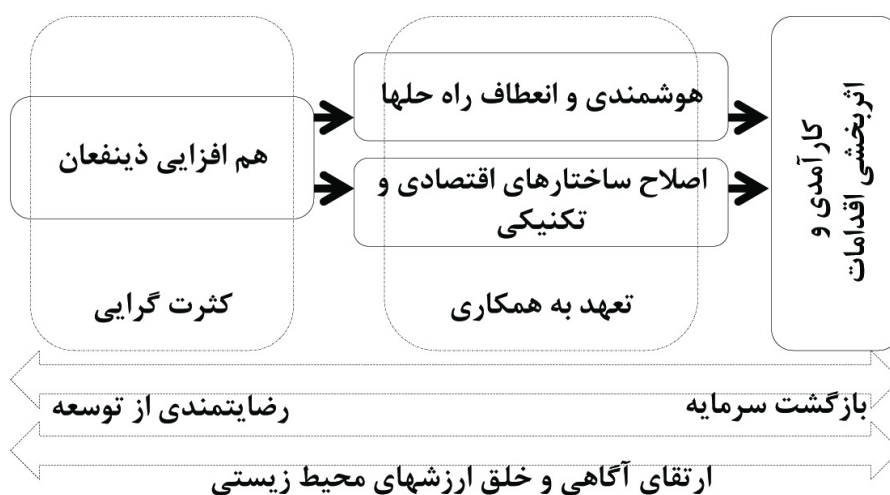 هم افزایی ذینفعان
کثرت گرایی
هوشمندی و انعطاف راه حلها
اصلاح ساختارهای اقتصادی و
تکنیکی
تعهد به همکاری
کارآمدی و
اثربخشی اقدامات
رضایتمندی از توسعه
بازگشت سرمایه
ارتقای آگاهی و خلق ارزشهای محیط زیستی